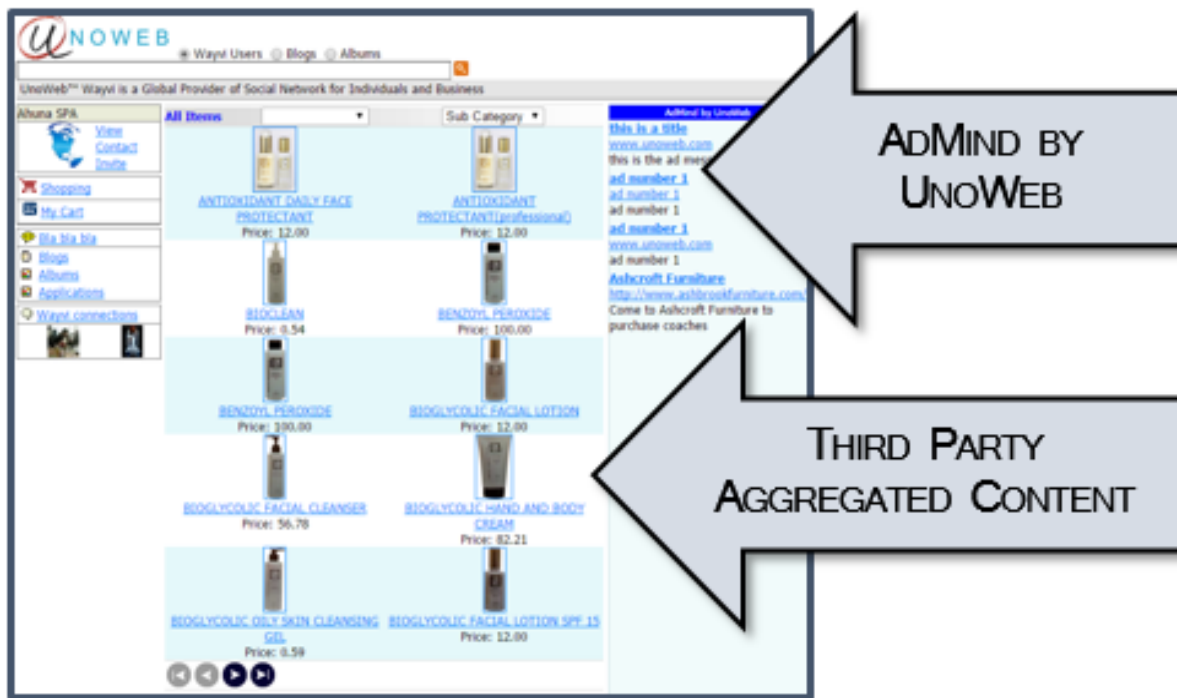 UNOWEB
Wayvi Users Blogs Albums
UnoWeb™ Wayvi is a Global Provider of Social Network for Individuals and Business
Ahuna SPA
View
Contact
Invite
Shopping
My Cart
Bla bla bla
Blogs
Albums
Applications
Wayvi connections
All Items
Sub Category
ANTIOXIDANT DAILY FACE
PROTECTANT
Price: 12.00
ANTIOXIDANT
PROTECTANT(professional)
Price: 12.00
BIOCLEAN
Price: 0.54
BENZOYL PEROXIDE
Price: 100.00
BENZOYL PEROXIDE
Price: 100.00
BIOGLYCOLIC FACIAL LOTION
Price: 12.00
BIOGLYCOLIC FACIAL CLEANSER
Price: 56.78
BIOGLYCOLIC HAND AND BODY
CREAM
Price: 82.21
BIOGLYCOLIC OILY SKIN CLEANSING
GEL
Price: 0.59
BIOGLYCOLIC FACIAL LOTION SPF 15
Price: 12.00
AdMind by UnoWeb
this is a title
www.unoweb.com
this is the ad
ad number 1
ad number 1
ad number 1
ad number 1
www.unoweb.com
ad number 1
Ashcroft Furniture
http://www.ashbrookfurniture.com/
Come to Ashcroft Furniture to
purchase coaches
ADMIND BY
UNOWEB
THIRD PARTY
AGGREGATED CONTENT